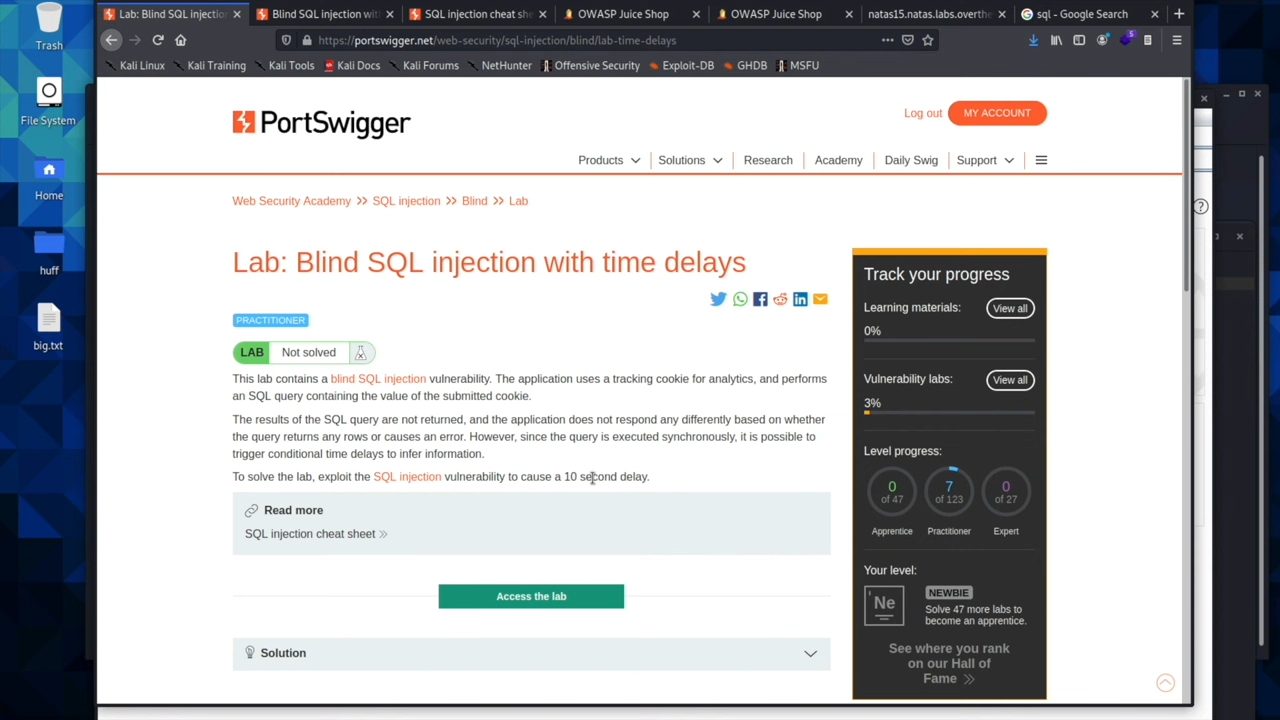 Trash
File System
Home
huff
big.txt
Lab: Blind SQL injection
Blind SQL injection wit
SQL injection cheat she
OWASP Juice Shop
OWASP Juice Shop
natas15.natas.labs.overthe
sql - Google Search
https://portswigger.net/web-security/sql-injection/blind/lab-time-delays
Kali Linux
Kali Training
Kali Tools
Kali Docs
Kali Forums
NetHunter
Offensive Security
Exploit-DB
GHDB
MSFU
PortSwigger
Log out
MY ACCOUNT
Products
Solutions
Research
Academy
Daily Swig
Support
Web Security Academy >> SQL injection >> Blind >> Lab
Lab: Blind SQL injection with time delays
PRACTITIONER
LAB Not solved
This lab contains a blind SQL injection vulnerability. The application uses a tracking cookie for analytics, and performs
an SQL query containing the value of the submitted cookie.
The results of the SQL query are not returned, and the application does not respond any differently based on whether
the query returns any rows or causes an error. However, since the query is executed synchronously, it is possible to
trigger conditional time delays to infer information.
To solve the lab, exploit the SQL injection vulnerability to cause a 10 second delay.
Read more
SQL injection cheat sheet >>
Access the lab
Solution
Track your progress
Learning materials: View all
0%
Vulnerability labs: View all
3%
Level progress:
0
of 47
Apprentice
7
of 123
Practitioner
0
of 27
Expert
Your level:
Ne
NEWBIE
Solve 47 more labs to
become an apprentice.
See where you rank
on our Hall of
Fame >>